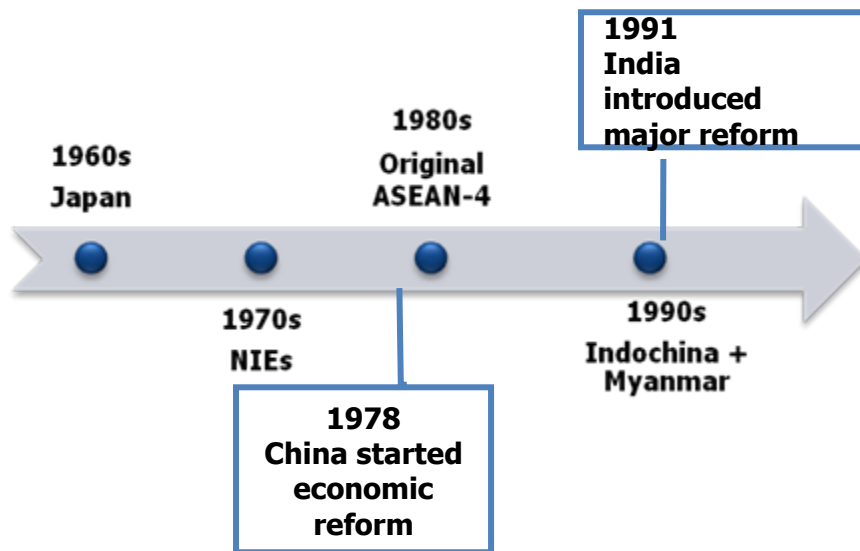 1960s
Japan
1970s
NIEs
1978
China started
economic
reform
1980s
Original
ASEAN-4
1991
India
introduced
major reform
1990s
Indochina +
Myanmar